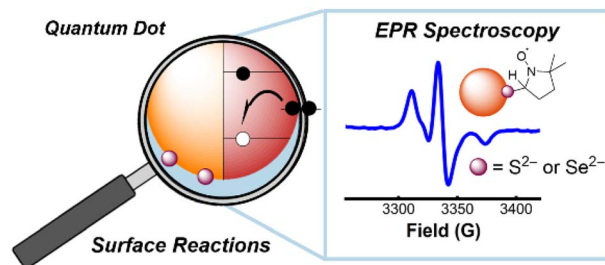 Quantum Dot
EPR Spectroscopy
O•
N
H
= S²⁻ or Se²⁻
3300 3350 3400
Field (G)
Surface Reactions